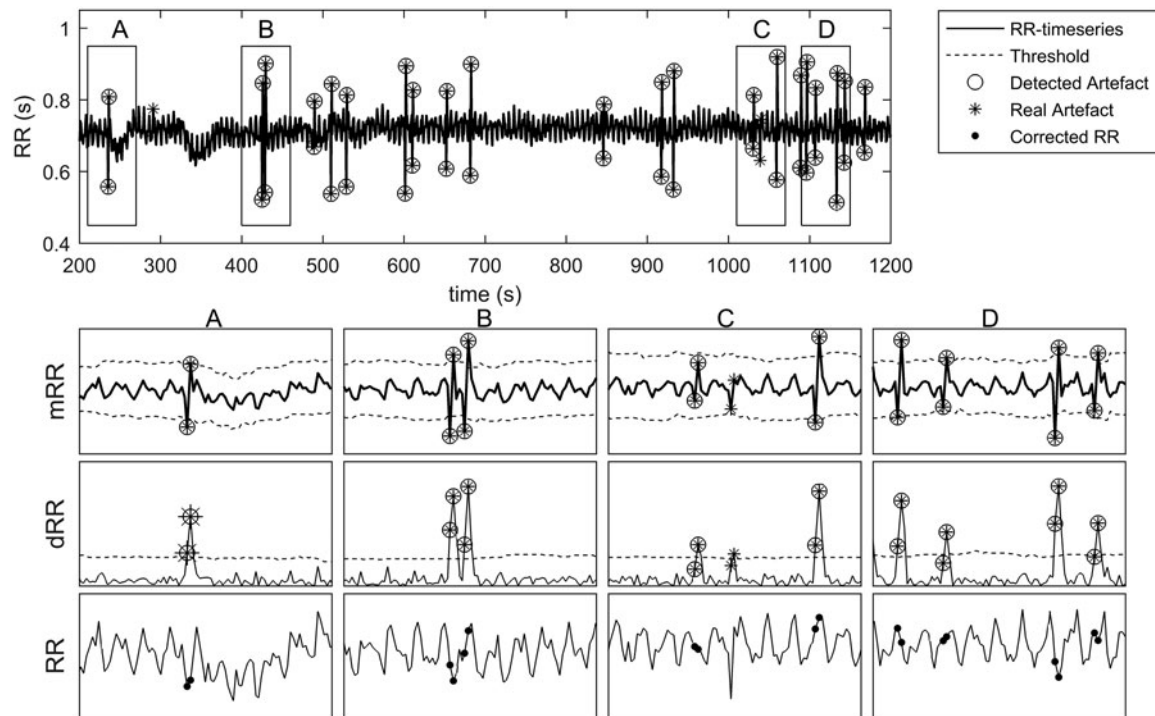 1
0.8
0.6
0.4
RR (s)
A
B
C
D
200 300 400 500 600 700 800 900 1000 1100 1200
time (s)
RR-timeseries
Threshold
Detected Artefact
Real Artefact
Corrected RR
A B C D
mRR
dRR
RR